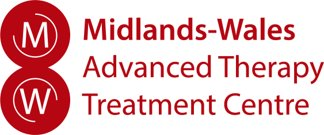 M
W
Midlands-Wales
Advanced Therapy
Treatment Centre